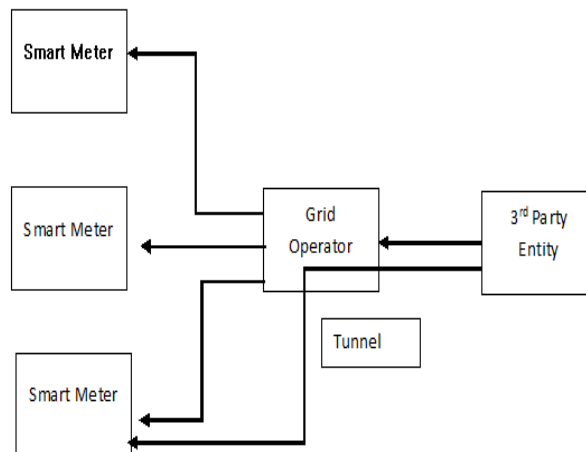 Smart Meter
Smart Meter
Grid
Operator
3rd Party
Entity
Tunnel
Smart Meter